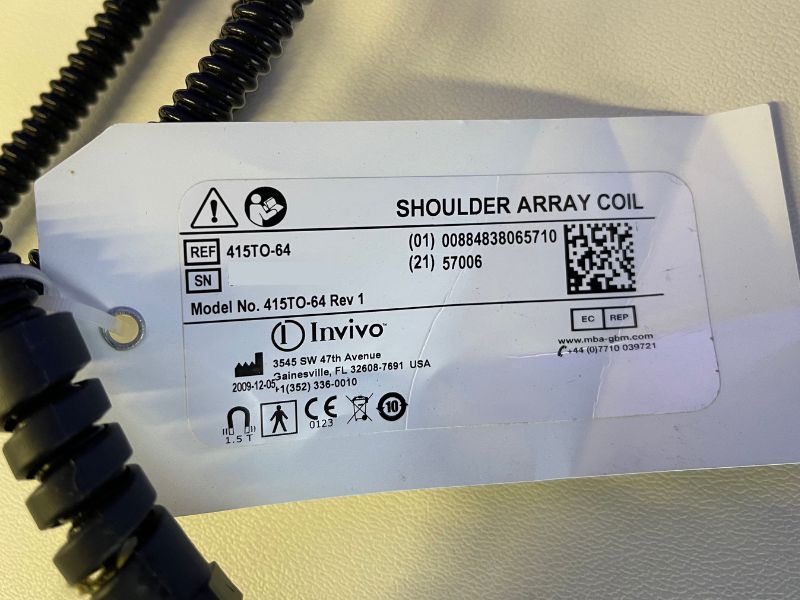 SHOULDER ARRAY COIL
REF 415TO-64
(01) 00884838065710
(21) 57006
SN
Model No. 415TO-64 Rev 1
Invivo™
3545 SW 47th Avenue
Gainesville, FL 32608-7691 USA
+1(352) 336-0010
2009-12-05
EC REP
www.mba-gbm.com
+44 (0)7710 039721
1.5 T
CE
0123
10